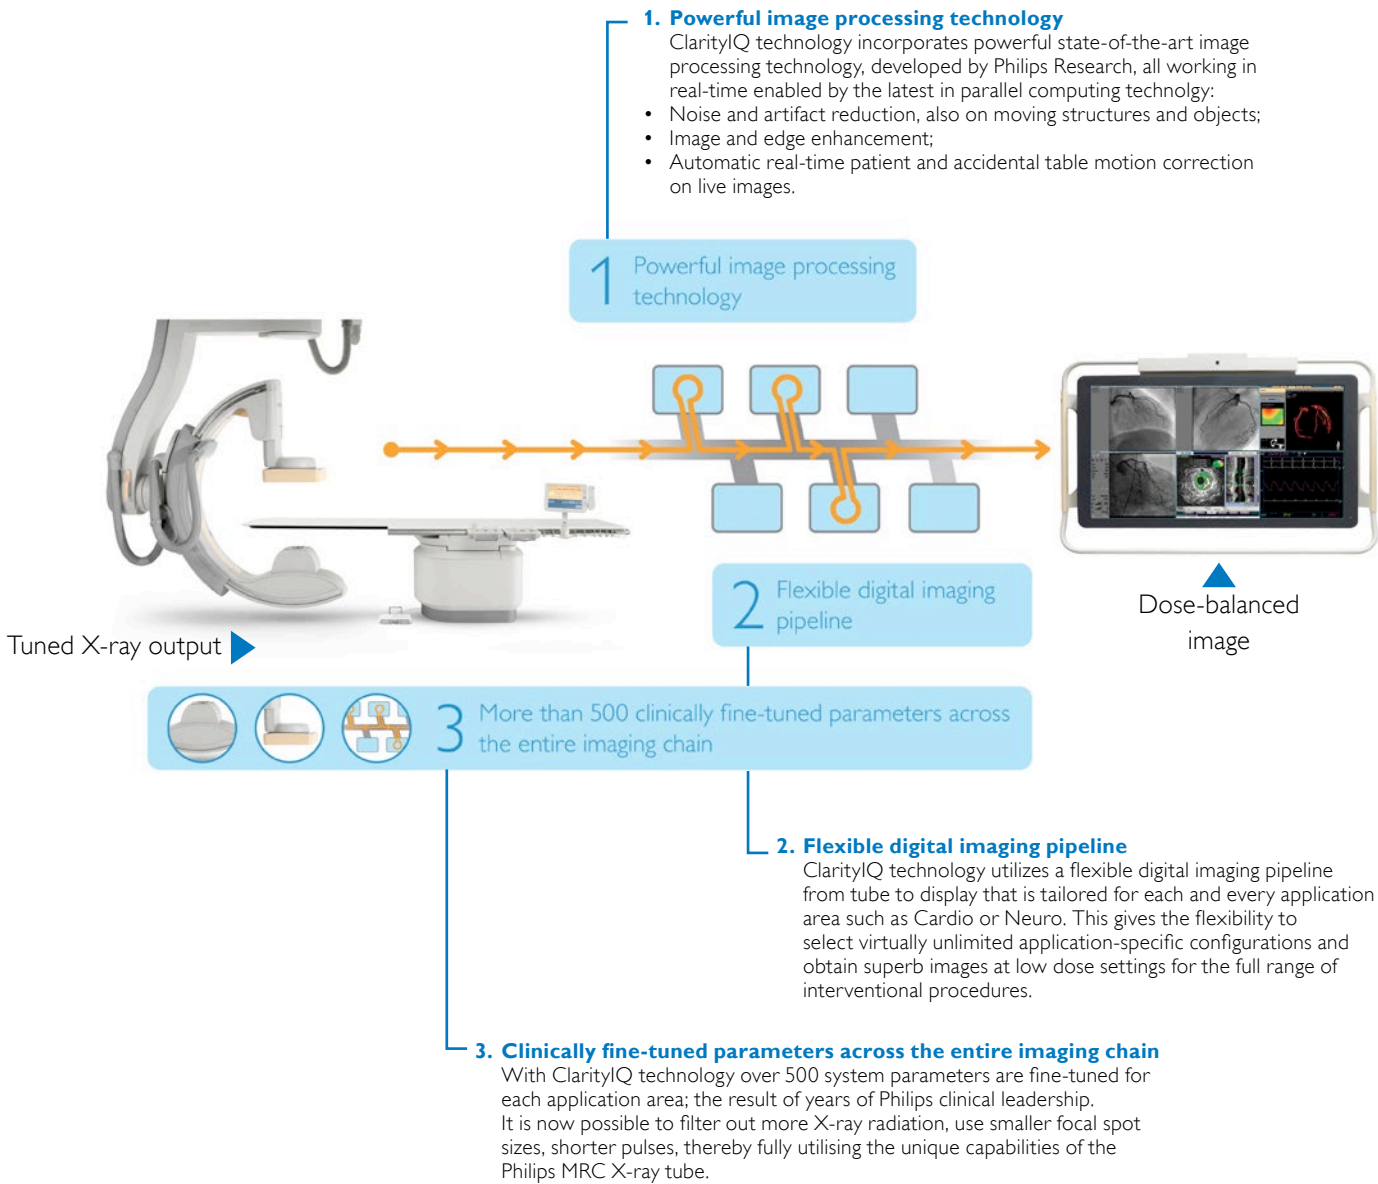 1. Powerful image processing technology
ClarityIQ technology incorporates powerful state-of-the-art image
processing technology, developed by Philips Research, all working in
real-time enabled by the latest in parallel computing technolgy:
• Noise and artifact reduction, also on moving structures and objects;
• Image and edge enhancement;
• Automatic real-time patient and accidental table motion correction
on live images.
1 Powerful image processing
technology
2 Flexible digital imaging
pipeline
Dose-balanced
image
Tuned X-ray output
3 More than 500 clinically fine-tuned parameters across
the entire imaging chain
2. Flexible digital imaging pipeline
ClarityIQ technology utilizes a flexible digital imaging pipeline
from tube to display that is tailored for each and every application
area such as Cardio or Neuro. This gives the flexibility to
select virtually unlimited application-specific configurations and
obtain superb images at low dose settings for the full range of
interventional procedures.
3. Clinically fine-tuned parameters across the entire imaging chain
With ClarityIQ technology over 500 system parameters are fine-tuned for
each application area; the result of years of Philips clinical leadership.
It is now possible to filter out more X-ray radiation, use smaller focal spot
sizes, shorter pulses, thereby fully utilising the unique capabilities of the
Philips MRC X-ray tube.